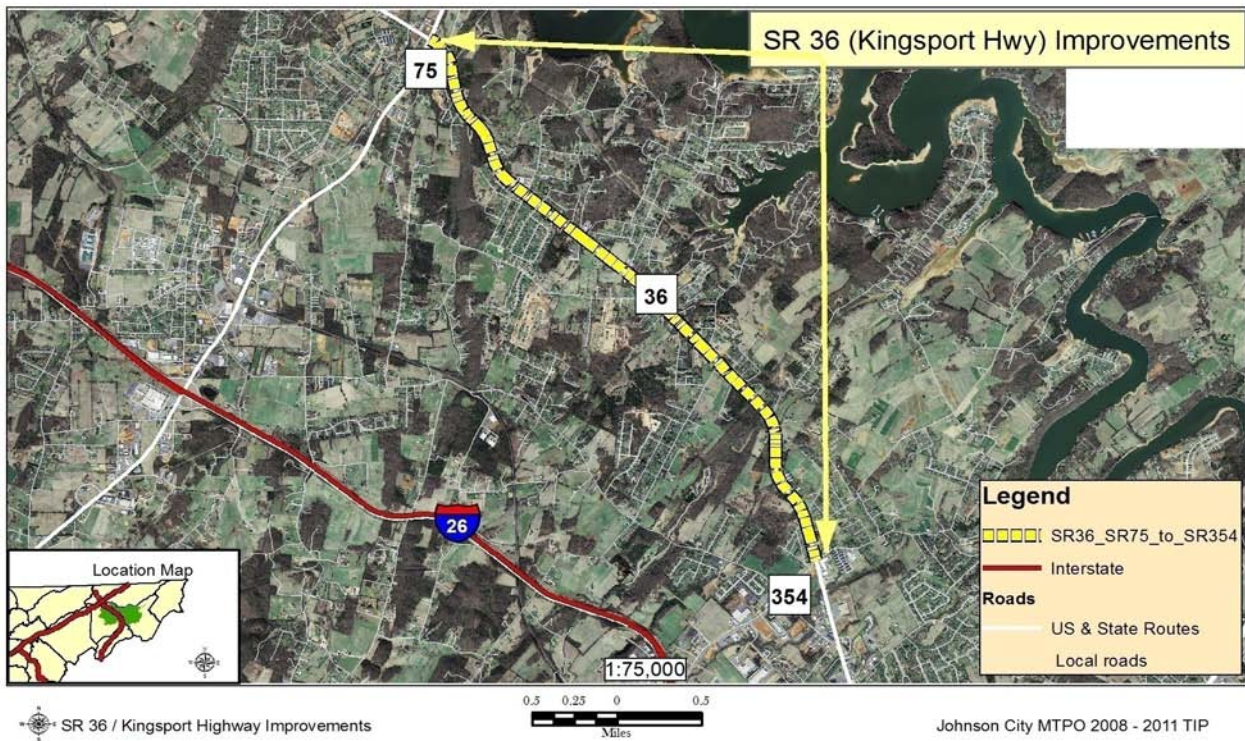 SR 36 (Kingsport Hwy) Improvements
75
36
26
354
Legend
SR36_SR75_to_SR354
Interstate
Roads
US & State Routes
Local roads
Location Map
1:75,000
0.5 0.25 0 0.5
Miles
SR 36 / Kingsport Highway Improvements
Johnson City MTPO 2008 - 2011 TIP